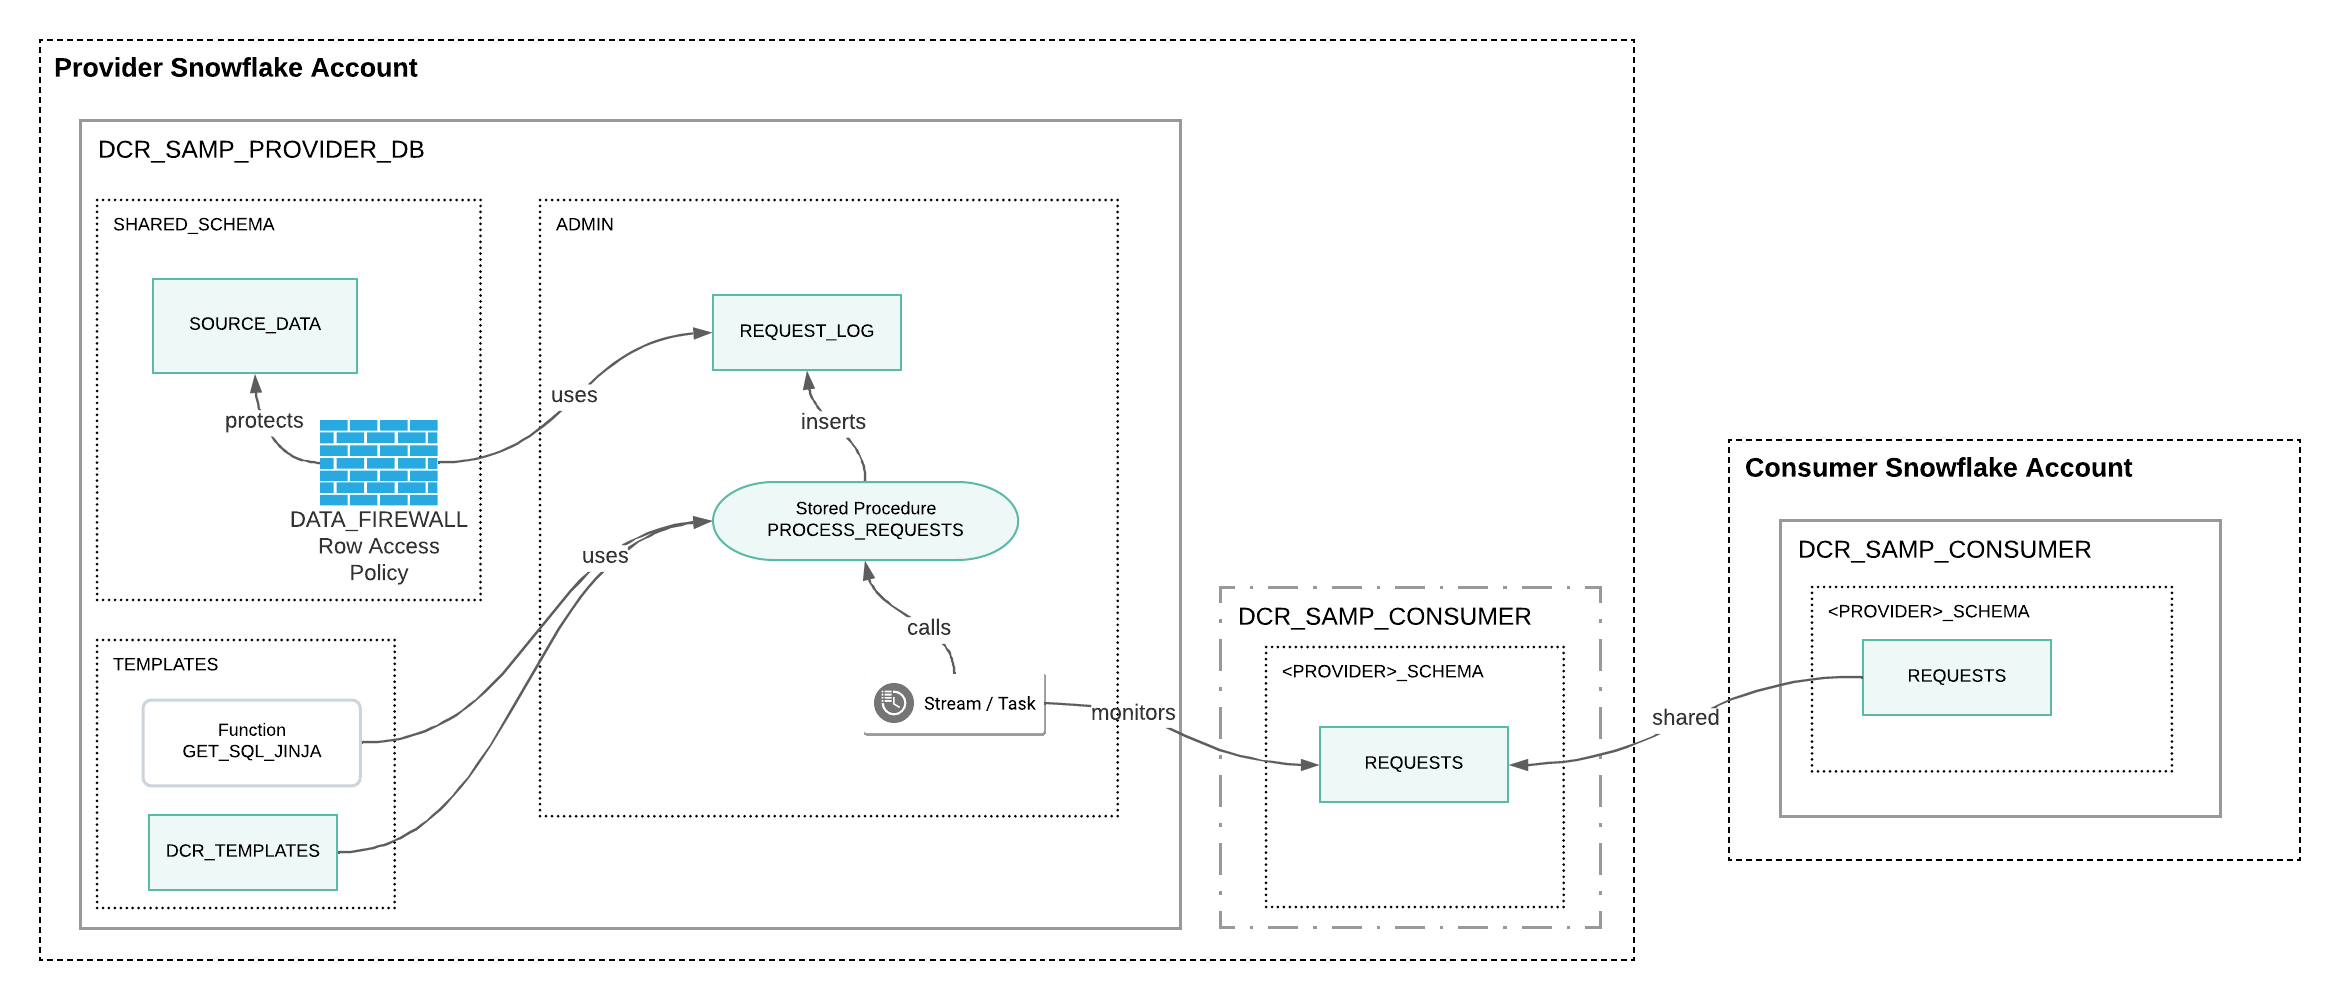 Provider Snowflake Account
DCR_SAMP_PROVIDER_DB
SHARED_SCHEMA
SOURCE_DATA
protects
DATA_FIREWALL
Row Access
Policy
uses
ADMIN
REQUEST_LOG
inserts
Stored Procedure
PROCESS_REQUESTS
uses
calls
Stream / Task
monitors
TEMPLATES
Function
GET_SQL_JINJA
DCR_TEMPLATES
DCR_SAMP_CONSUMER
<PROVIDER>_SCHEMA
REQUESTS
shared
Consumer Snowflake Account
DCR_SAMP_CONSUMER
<PROVIDER>_SCHEMA
REQUESTS